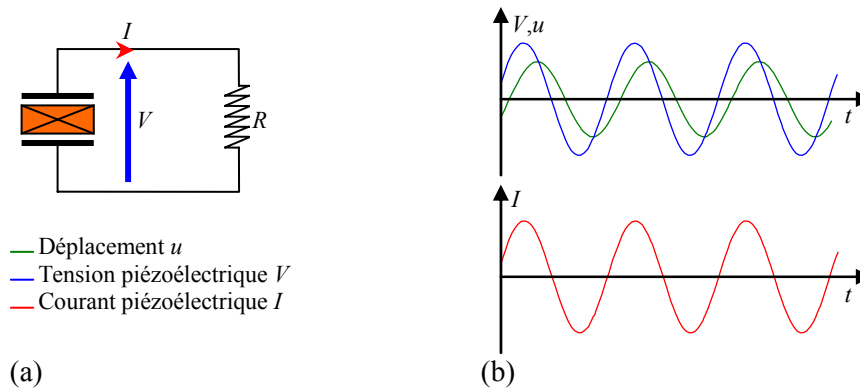 I
V
R
Déplacement u
Tension piézoélectrique V
Courant piézoélectrique I
(a)
V,u
t
I
t
(b)